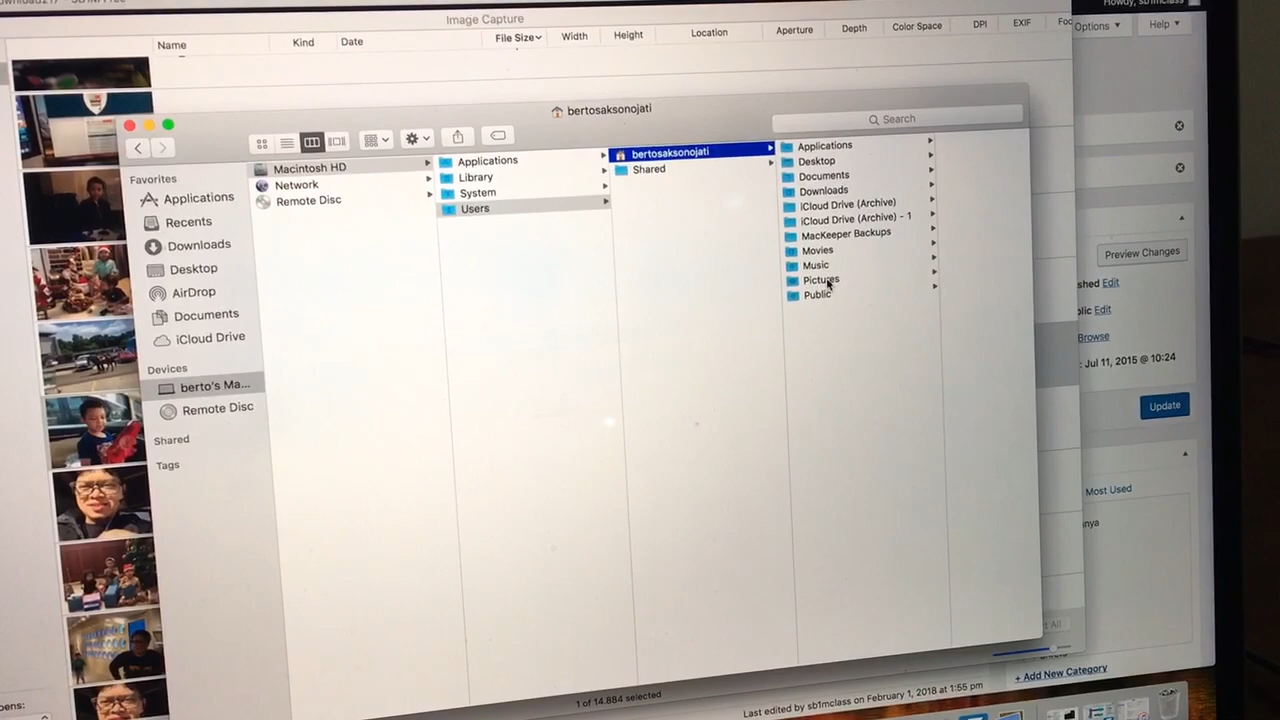 Howdy, sb1mclass
Image Capture
Name
Kind
Date
File Size
Width
Height
Location
Aperture
Depth
Color Space
DPI
EXIF
Options
Help
bertosaksonojati
Search
Favorites
Applications
Recents
Downloads
Desktop
AirDrop
Documents
iCloud Drive
Devices
berto's Ma...
Remote Disc
Shared
Tags
Macintosh HD
Network
Remote Disc
Applications
Library
System
Users
bertosaksonojati
Shared
Applications
Desktop
Documents
Downloads
iCloud Drive (Archive)
iCloud Drive (Archive) - 1
MacKeeper Backups
Movies
Music
Pictures
Public
Preview Changes
shed Edit
blic Edit
Browse
: Jul 11, 2015 @ 10:24
Update
Most Used
nya
+ Add New Category
1 of 14.884 selected
Last edited by sb1mclass on February 1, 2018 at 1:55 pm